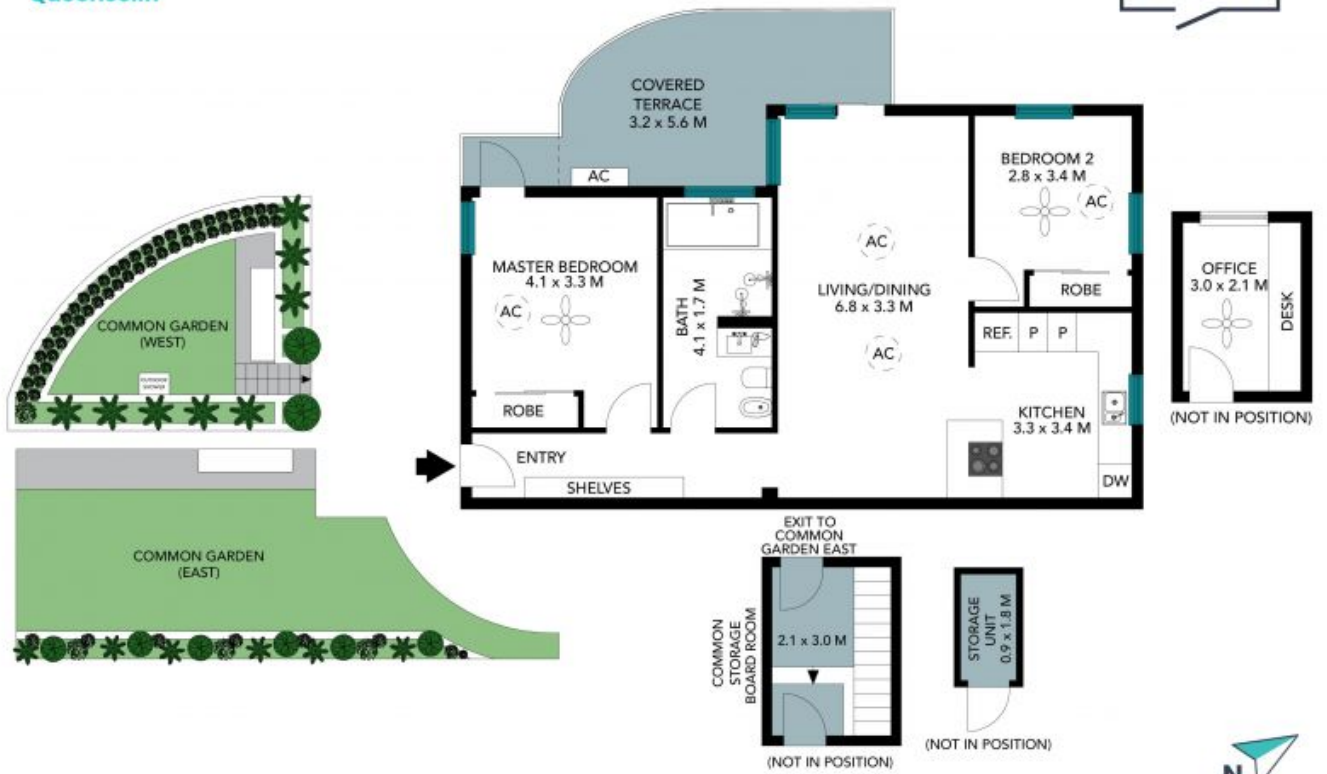 COVERED
TERRACE
3.2 x 5.6 M
AC
BEDROOM 2
2.8 x 3.4 M
AC
ROBE
MASTER BEDROOM
4.1 x 3.3 M
AC
ROBE
BATH
4.1 x 1.7 M
AC
LIVING/DINING
6.8 x 3.3 M
AC
REF. P P
KITCHEN
3.3 x 3.4 M
DW
ENTRY
SHELVES
OFFICE
3.0 x 2.1 M
DESK
(NOT IN POSITION)
COMMON GARDEN
(WEST)
OUTDOOR
SHOWER
COMMON GARDEN
(EAST)
EXIT TO
COMMON
GARDEN EAST
COMMON
STORAGE
BOARD ROOM
2.1 x 3.0 M
(NOT IN POSITION)
STORAGE
UNIT
0.9 x 1.8 M
(NOT IN POSITION)
N